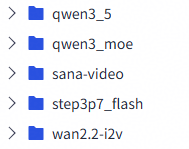 qwen3_5
qwen3_moe
sana-video
step3p7_flash
wan2.2-i2v